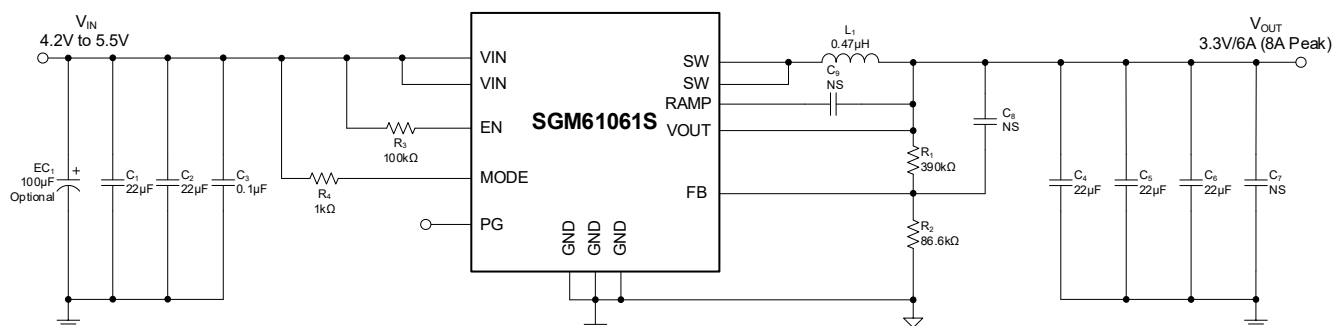 VIN
4.2V to 5.5V
EC1
100μF
Optional
+
C1
22μF
C2
22μF
C3
0.1μF
R3
100kΩ
R4
1kΩ
VIN
VIN
EN
MODE
PG
SGM61061S
GND
GND
GND
SW
SW
RAMP
VOUT
FB
L1
0.47μH
C9
NS
R1
390kΩ
R2
86.6kΩ
C8
NS
C4
22μF
C5
22μF
C6
22μF
C7
NS
VOUT
3.3V/6A (8A Peak)